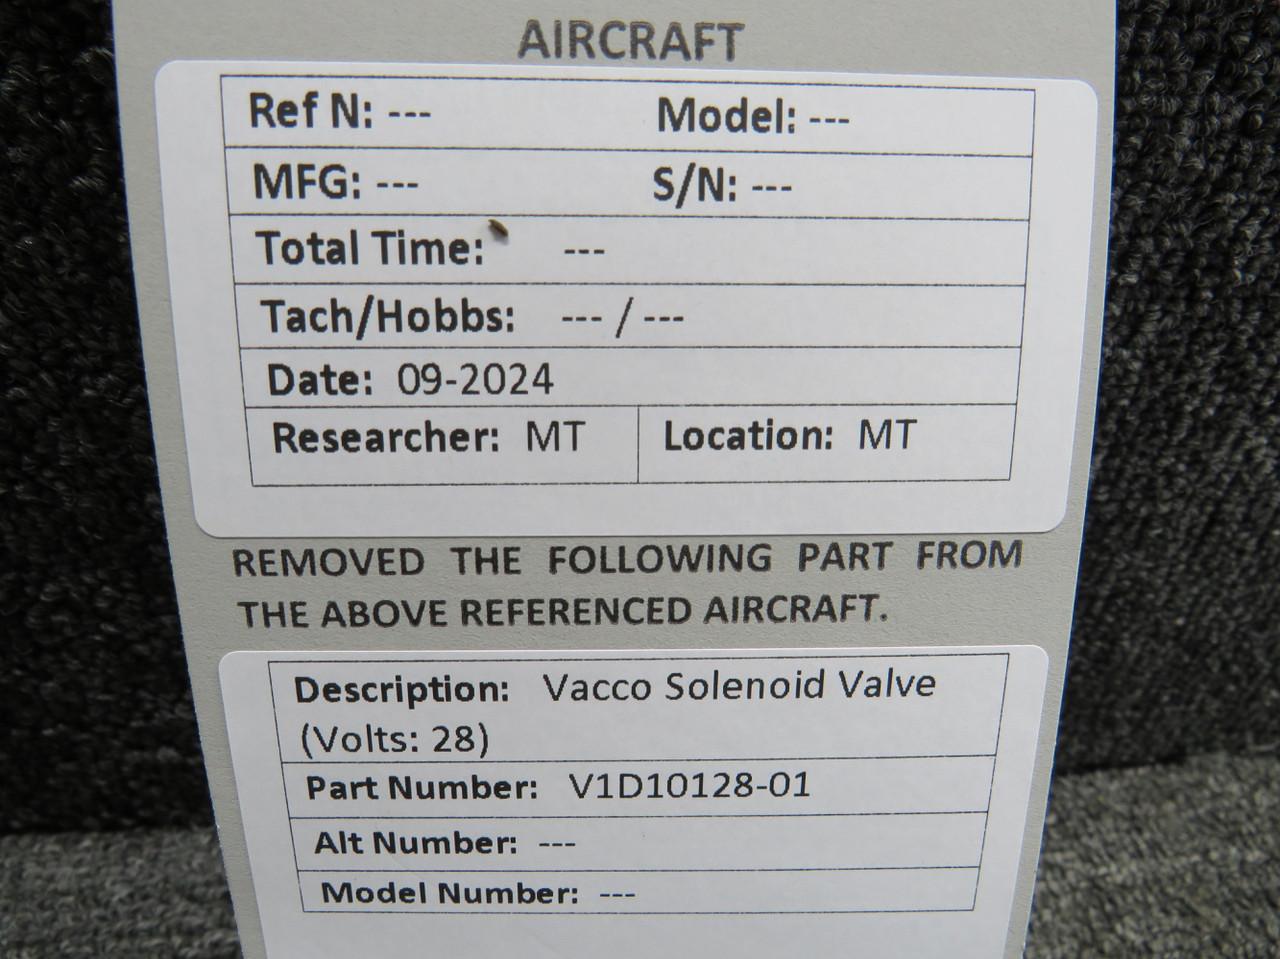 AIRCRAFT
Ref N: --- Model: ---
MFG: --- S/N: ---
Total Time: ---
Tach/Hobbs: --- / ---
Date: 09-2024
Researcher: MT Location: MT
REMOVED THE FOLLOWING PART FROM
THE ABOVE REFERENCED AIRCRAFT.
Description: Vacco Solenoid Valve
(Volts: 28)
Part Number: V1D10128-01
Alt Number: ---
Model Number: ---